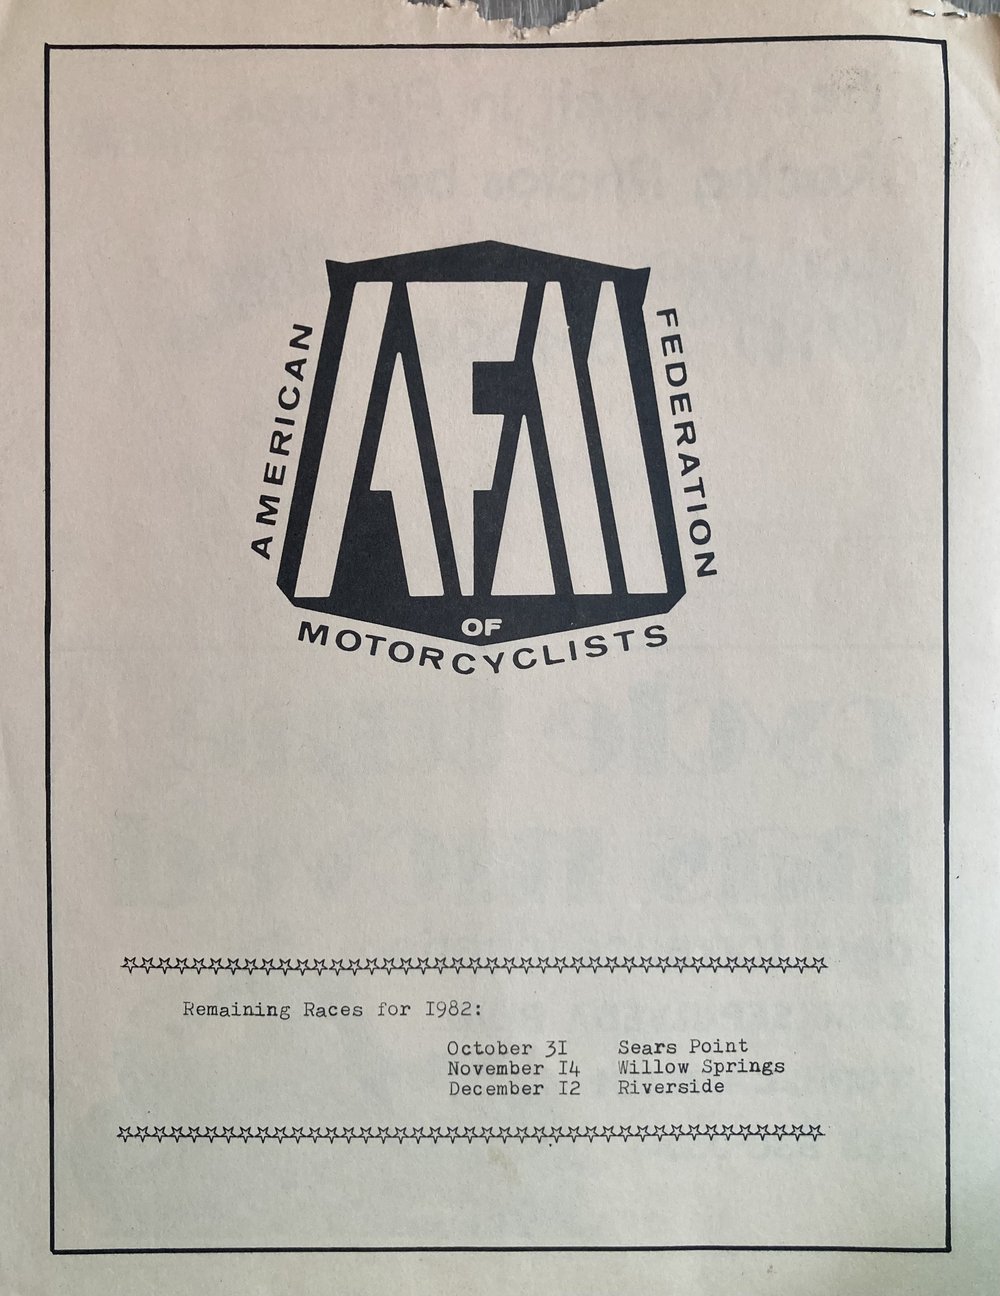 AFM
AMERICAN
FEDERATION
OF
MOTORCYCLISTS
Remaining Races for I982:
October 3I Sears Point
November I4 Willow Springs
December I2 Riverside